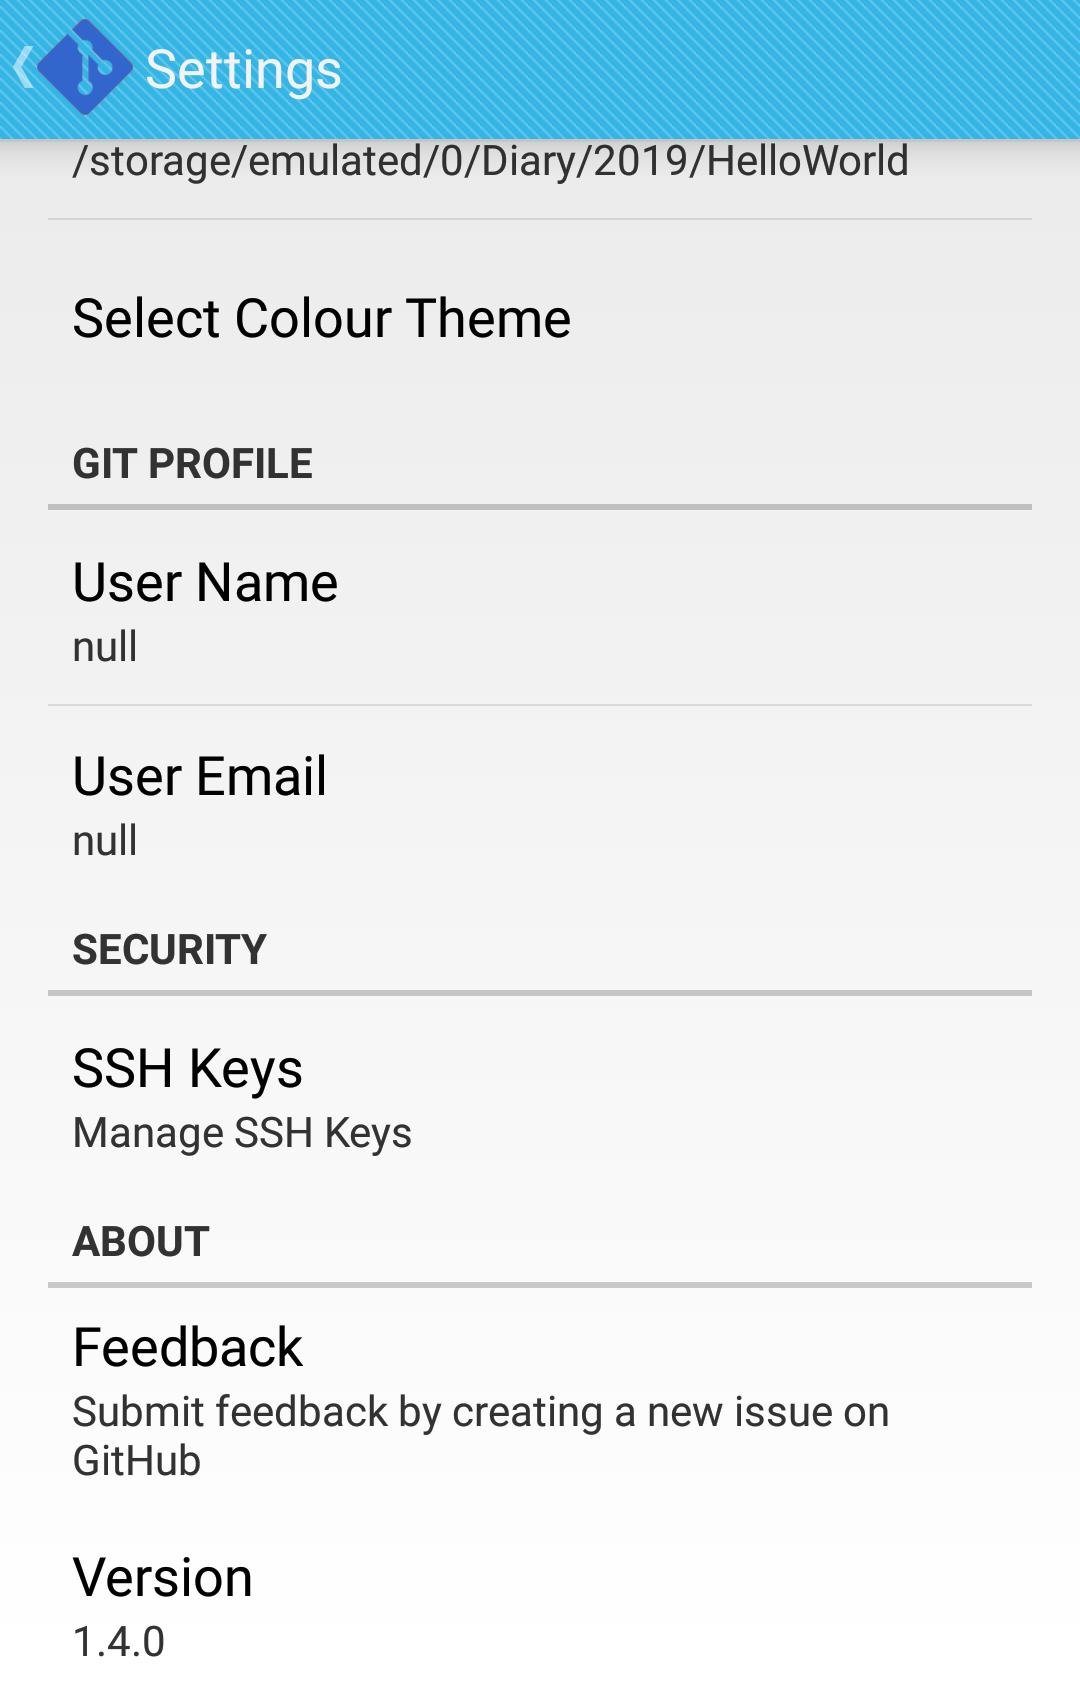 Settings
/storage/emulated/0/Diary/2019/HelloWorld
Select Colour Theme
GIT PROFILE
User Name
null
User Email
null
SECURITY
SSH Keys
Manage SSH Keys
ABOUT
Feedback
Submit feedback by creating a new issue on
GitHub
Version
1.4.0